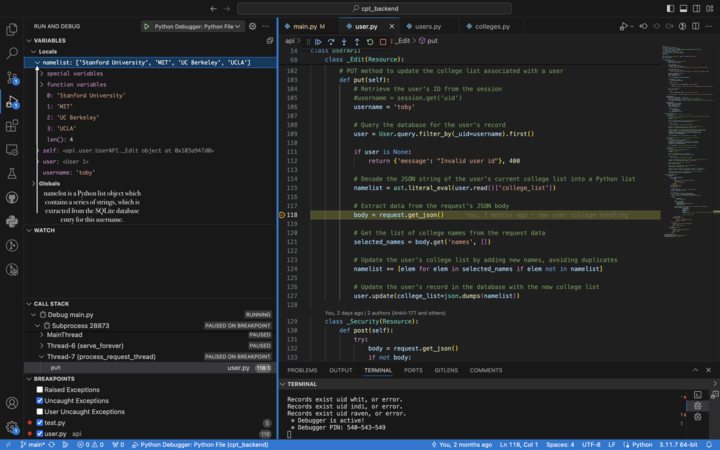 cpt_backend
RUN AND DEBUG
Python Debugger: Python File
main.py
user.py
users.py
colleges.py
VARIABLES
api
_Edit
put
Locals
14
class UserAPI:
namelist: ['Stanford University', 'MIT', 'UC Berkeley', 'UCLA']
68
class _Edit(Resource):
special variables
102
# PUT method to update the college list associated with a user
function variables
103
def put(self):
0: 'Stanford University'
104
# Retrieve the user's ID from the session
1: 'MIT'
105
#username = session.get('uid')
2: 'UC Berkeley'
106
username = 'toby'
3: 'UCLA'
107
len(): 4
108
# Query the database for the user's record
self: <api.user.UserAPI._Edit object at 0x103a947d0>
109
user = User.query.filter_by(_uid=username).first()
user: <User 1>
110
username: 'toby'
111
if user is None:
Globals
112
return {'message': "Invalid user id"}, 400
namelist is a Python list object which
contains a series of strings, which is
extracted from the SQLite database
entry for this username.
113
114
# Decode the JSON string of the user's current college list into a Python list
115
namelist = ast.literal_eval(user.read()['college_list'])
116
117
# Extract data from the request's JSON body
118
body = request.get_json()
You, 2 months ago • new user college handling
WATCH
119
120
# Get the list of college names from the request data
121
selected_names = body.get('names', [])
122
123
# Update the user's college list by adding new names, avoiding duplicates
124
namelist += [elem for elem in selected_names if elem not in namelist]
125
126
# Update the user's record in the database with the new college list
127
user.update(college_list=json.dumps(namelist))
128
CALL STACK
Debug main.py
RUNNING
You, 2 days ago | 2 authors (Ankit-177 and others)
Subprocess 28873
PAUSED ON BREAKPOINT
129
class _Security(Resource):
MainThread
PAUSED
130
def post(self):
Thread-6 (serve_forever)
PAUSED
131
try:
Thread-7 (process_request_thread)
PAUSED ON BREAKPOINT
132
body = request.get_json()
put
user.py
118:1
133
if not body:
BREAKPOINTS
PROBLEMS
OUTPUT
TERMINAL
PORTS
GITLENS
COMMENTS
Raised Exceptions
TERMINAL
Uncaught Exceptions
User Uncaught Exceptions
Records exist uid whit, or error.
Records exist uid indi, or error.
Records exist uid raven, or error.
* Debugger is active!
* Debugger PIN: 540-543-549
test.py
6
user.py api
118
main
0
0
0
Python Debugger: Python File (cpt_backend)
You, 2 months ago
Ln 118, Col 1
Spaces: 4
UTF-8
LF
Python
3.11.7 64-bit